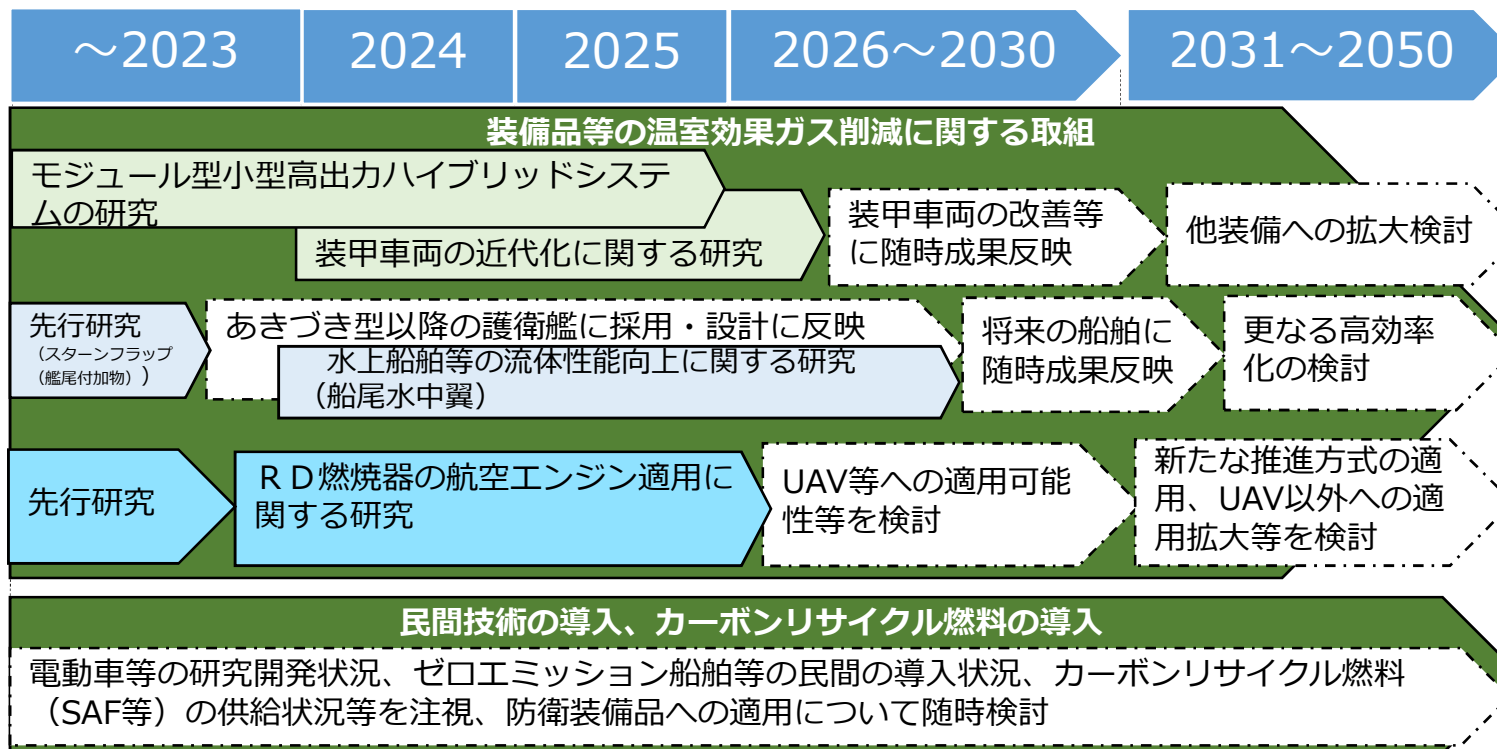 ～2023
2024
2025
2026～2030
2031～2050
装備品等の温室効果ガス削減に関する取組
モジュール型小型高出力ハイブリッドシステ
ムの研究
装甲車両の近代化に関する研究
装甲車両の改善等
に随時成果反映
他装備への拡大検討
先行研究
（スターンフラップ
（艦尾付加物））
あきづき型以降の護衛艦に採用・設計に反映
水上船舶等の流体性能向上に関する研究
（船尾水中翼）
将来の船舶に
随時成果反映
更なる高効率
化の検討
先行研究
ＲＤ燃焼器の航空エンジン適用に
関する研究
UAV等への適用可能
性等を検討
新たな推進方式の適
用、UAV以外への適
用拡大等を検討
民間技術の導入、カーボンリサイクル燃料の導入
電動車等の研究開発状況、ゼロエミッション船舶等の民間の導入状況、カーボンリサイクル燃料
（SAF等）の供給状況等を注視、防衛装備品への適用について随時検討